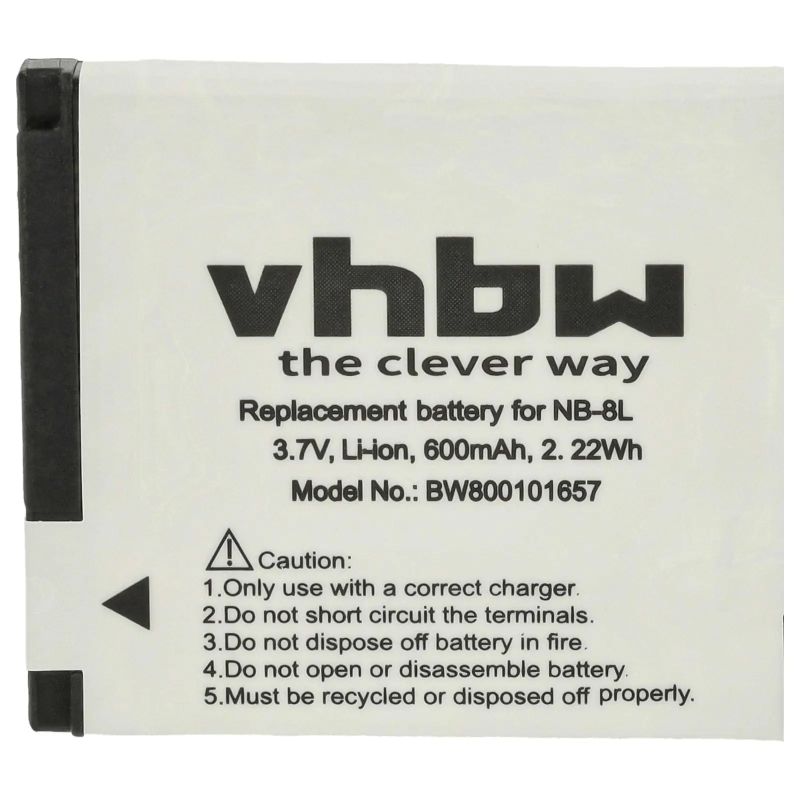 vhbw
the clever way
Replacement battery for NB-8L
3.7V, Li-ion, 600mAh, 2. 22Wh
Model No.: BW800101657
Caution:
1.Only use with a correct charger.
2.Do not short circuit the terminals.
3.Do not dispose off battery in fire.
4.Do not open or disassemble battery.
5.Must be recycled or disposed off properly.